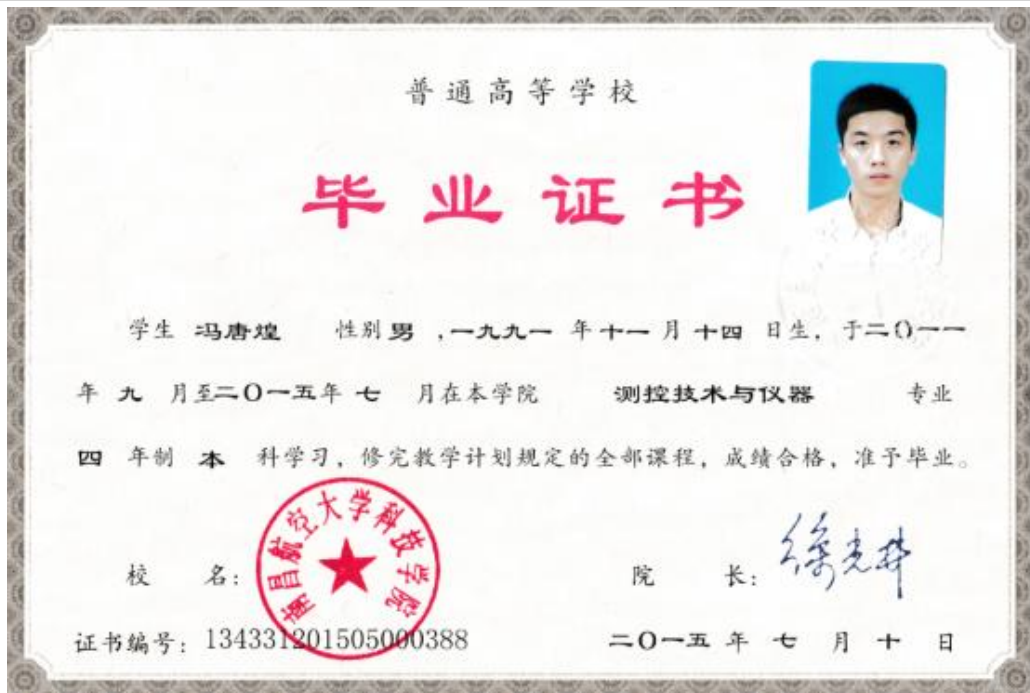 普通高等学校
毕业证书
学生 冯唐煌 性别 男 ,一九九一 年 十一 月 十四 日生，于二〇一一
年 九 月至二〇一五年 七 月在本学院 测控技术与仪器 专业
四 年制 本 科学习，修完教学计划规定的全部课程，成绩合格，准予毕业。
南昌航空大学科技学院
校 名： 院 长：
证书编号：134331201505000388 二〇一五 年 七 月 十 日